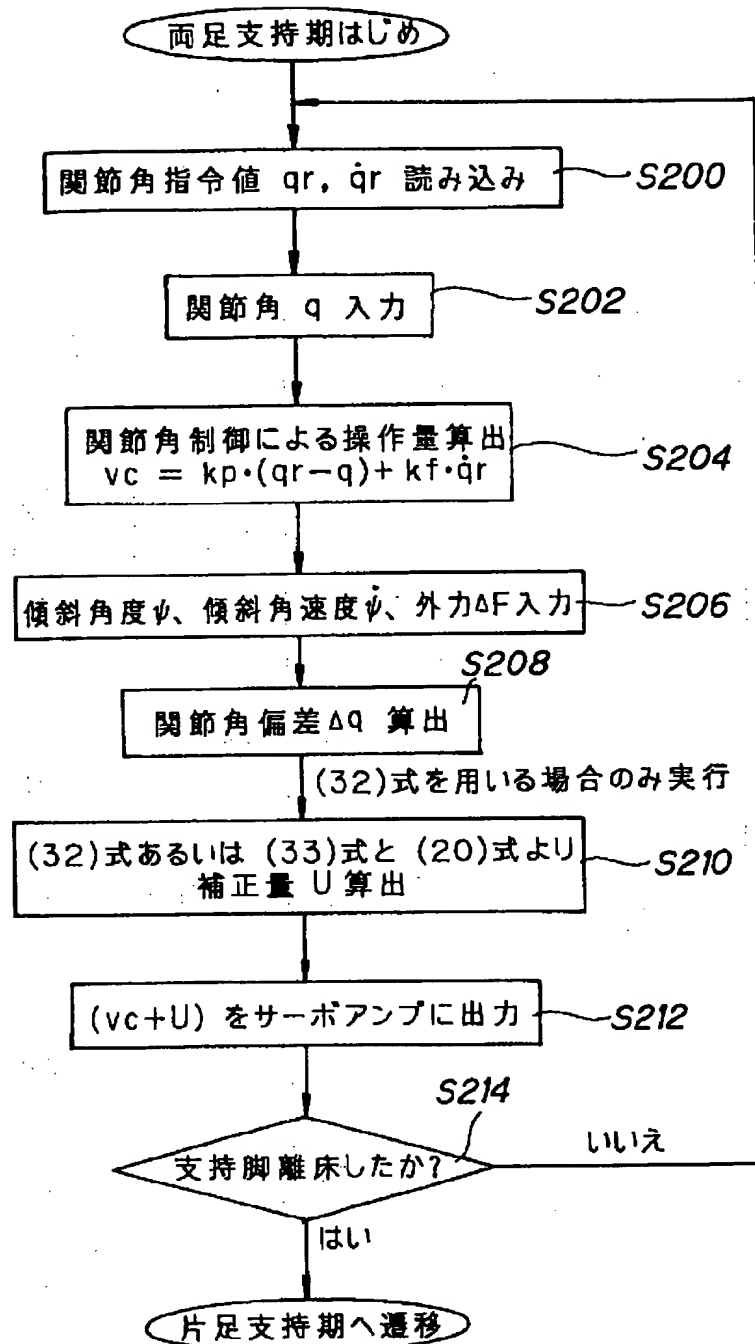 両足支持期はじめ
関節角指令値 qr, q̇r 読み込み
S200
関節角 q 入力
S202
関節角制御による操作量算出
vc = kp・(qr-q)+ kf・q̇r
S204
傾斜角度ψ、傾斜角速度ψ̇、外力ΔF入力
S206
S208
関節角偏差Δq 算出
(32)式を用いる場合のみ実行
(32)式あるいは (33)式と (20)式より
補正量 U 算出
S210
(vc+U) をサーボアンプに出力
S212
S214
支持脚離床したか?
いいえ
はい
片足支持期へ遷移